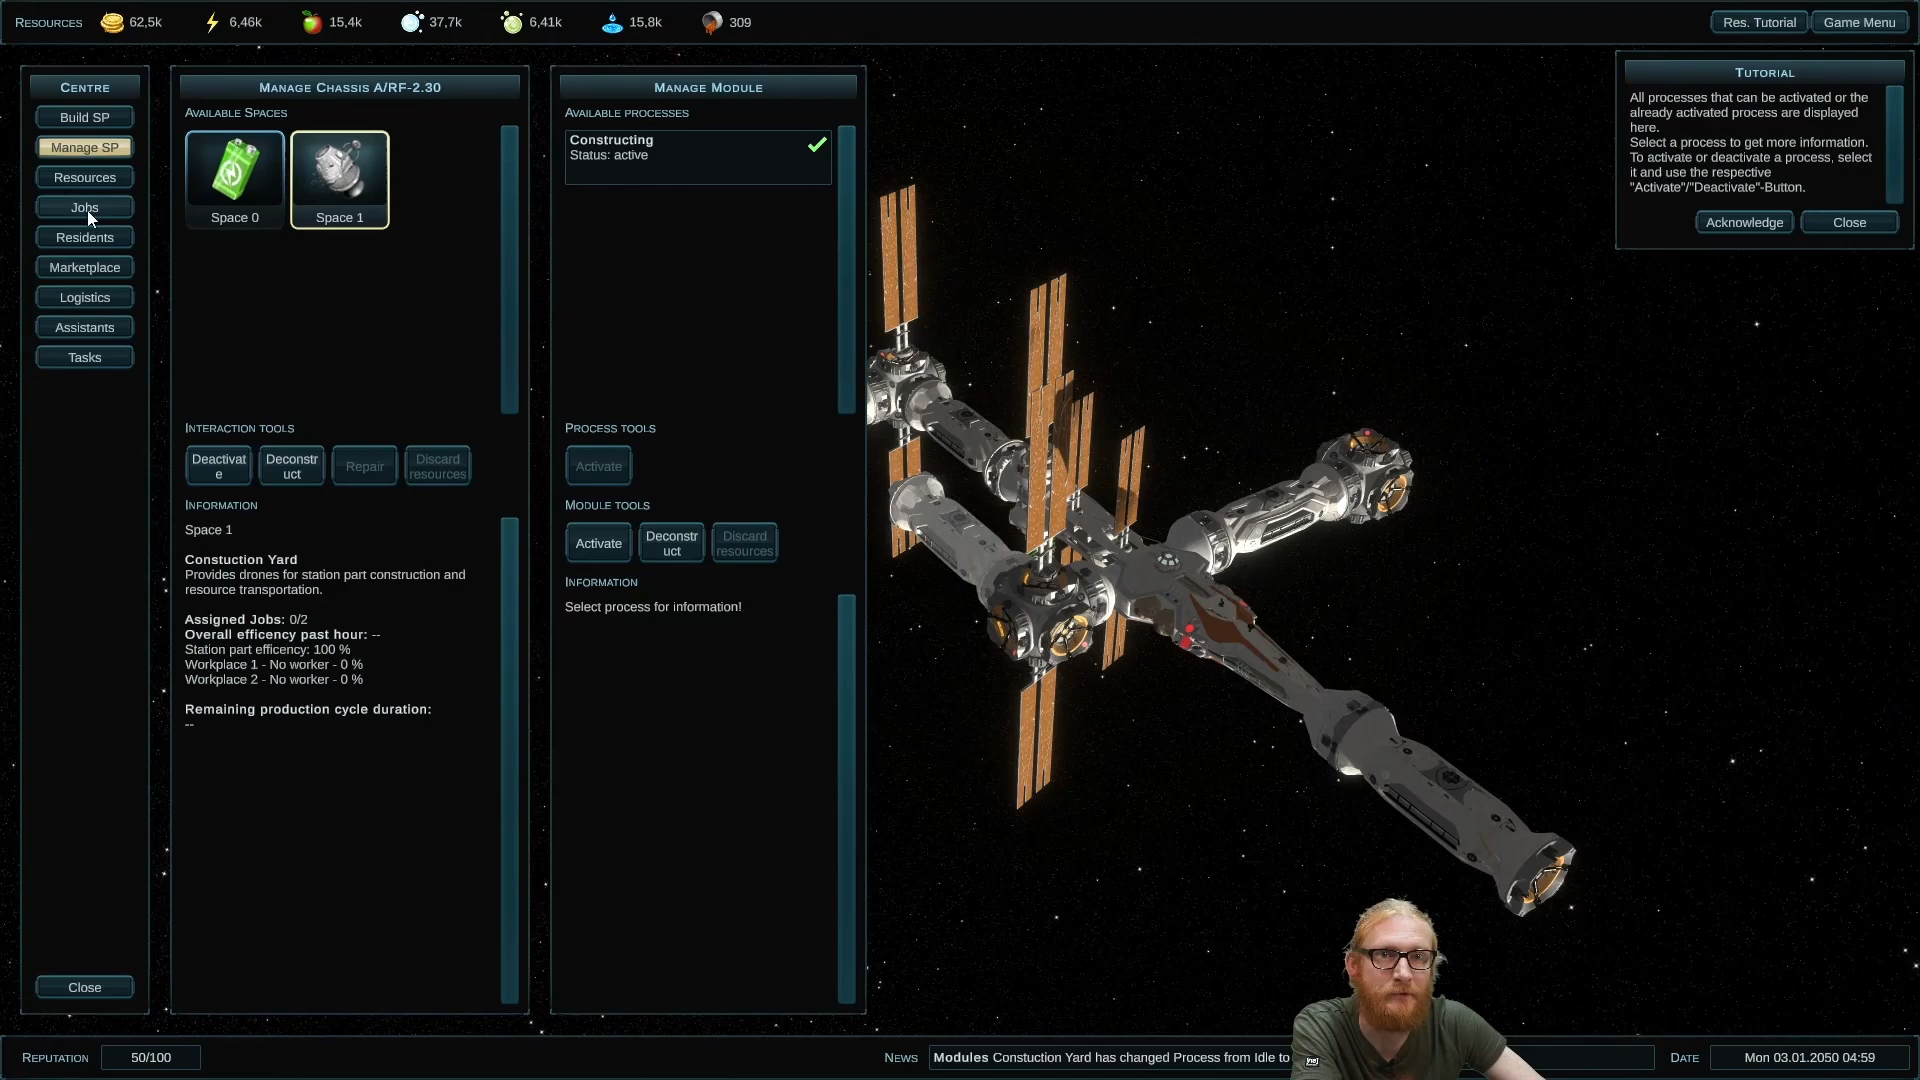 RESOURCES 62,5k 6,46k 15,4k 37,7k 6,41k 15,8k 309
Res. Tutorial Game Menu
CENTRE
Build SP
Manage SP
Resources
Jobs
Residents
Marketplace
Logistics
Assistants
Tasks
Close
MANAGE CHASSIS A/RF-2.30
AVAILABLE SPACES
Space 0 Space 1
INTERACTION TOOLS
Deactivat
e
Deconstr
uct
Repair
Discard
resources
INFORMATION
Space 1
Constuction Yard
Provides drones for station part construction and
resource transportation.
Assigned Jobs: 0/2
Overall efficency past hour: --
Station part efficency: 100 %
Workplace 1 - No worker - 0 %
Workplace 2 - No worker - 0 %
Remaining production cycle duration:
--
MANAGE MODULE
AVAILABLE PROCESSES
Constructing
Status: active
PROCESS TOOLS
Activate
MODULE TOOLS
Activate
Deconstr
uct
Discard
resources
INFORMATION
Select process for information!
TUTORIAL
All processes that can be activated or the
already activated process are displayed
here.
Select a process to get more information.
To activate or deactivate a process, select
it and use the respective
"Activate"/"Deactivate"-Button.
Acknowledge Close
REPUTATION 50/100
NEWS Modules Constuction Yard has changed Process from Idle to
DATE Mon 03.01.2050 04:59